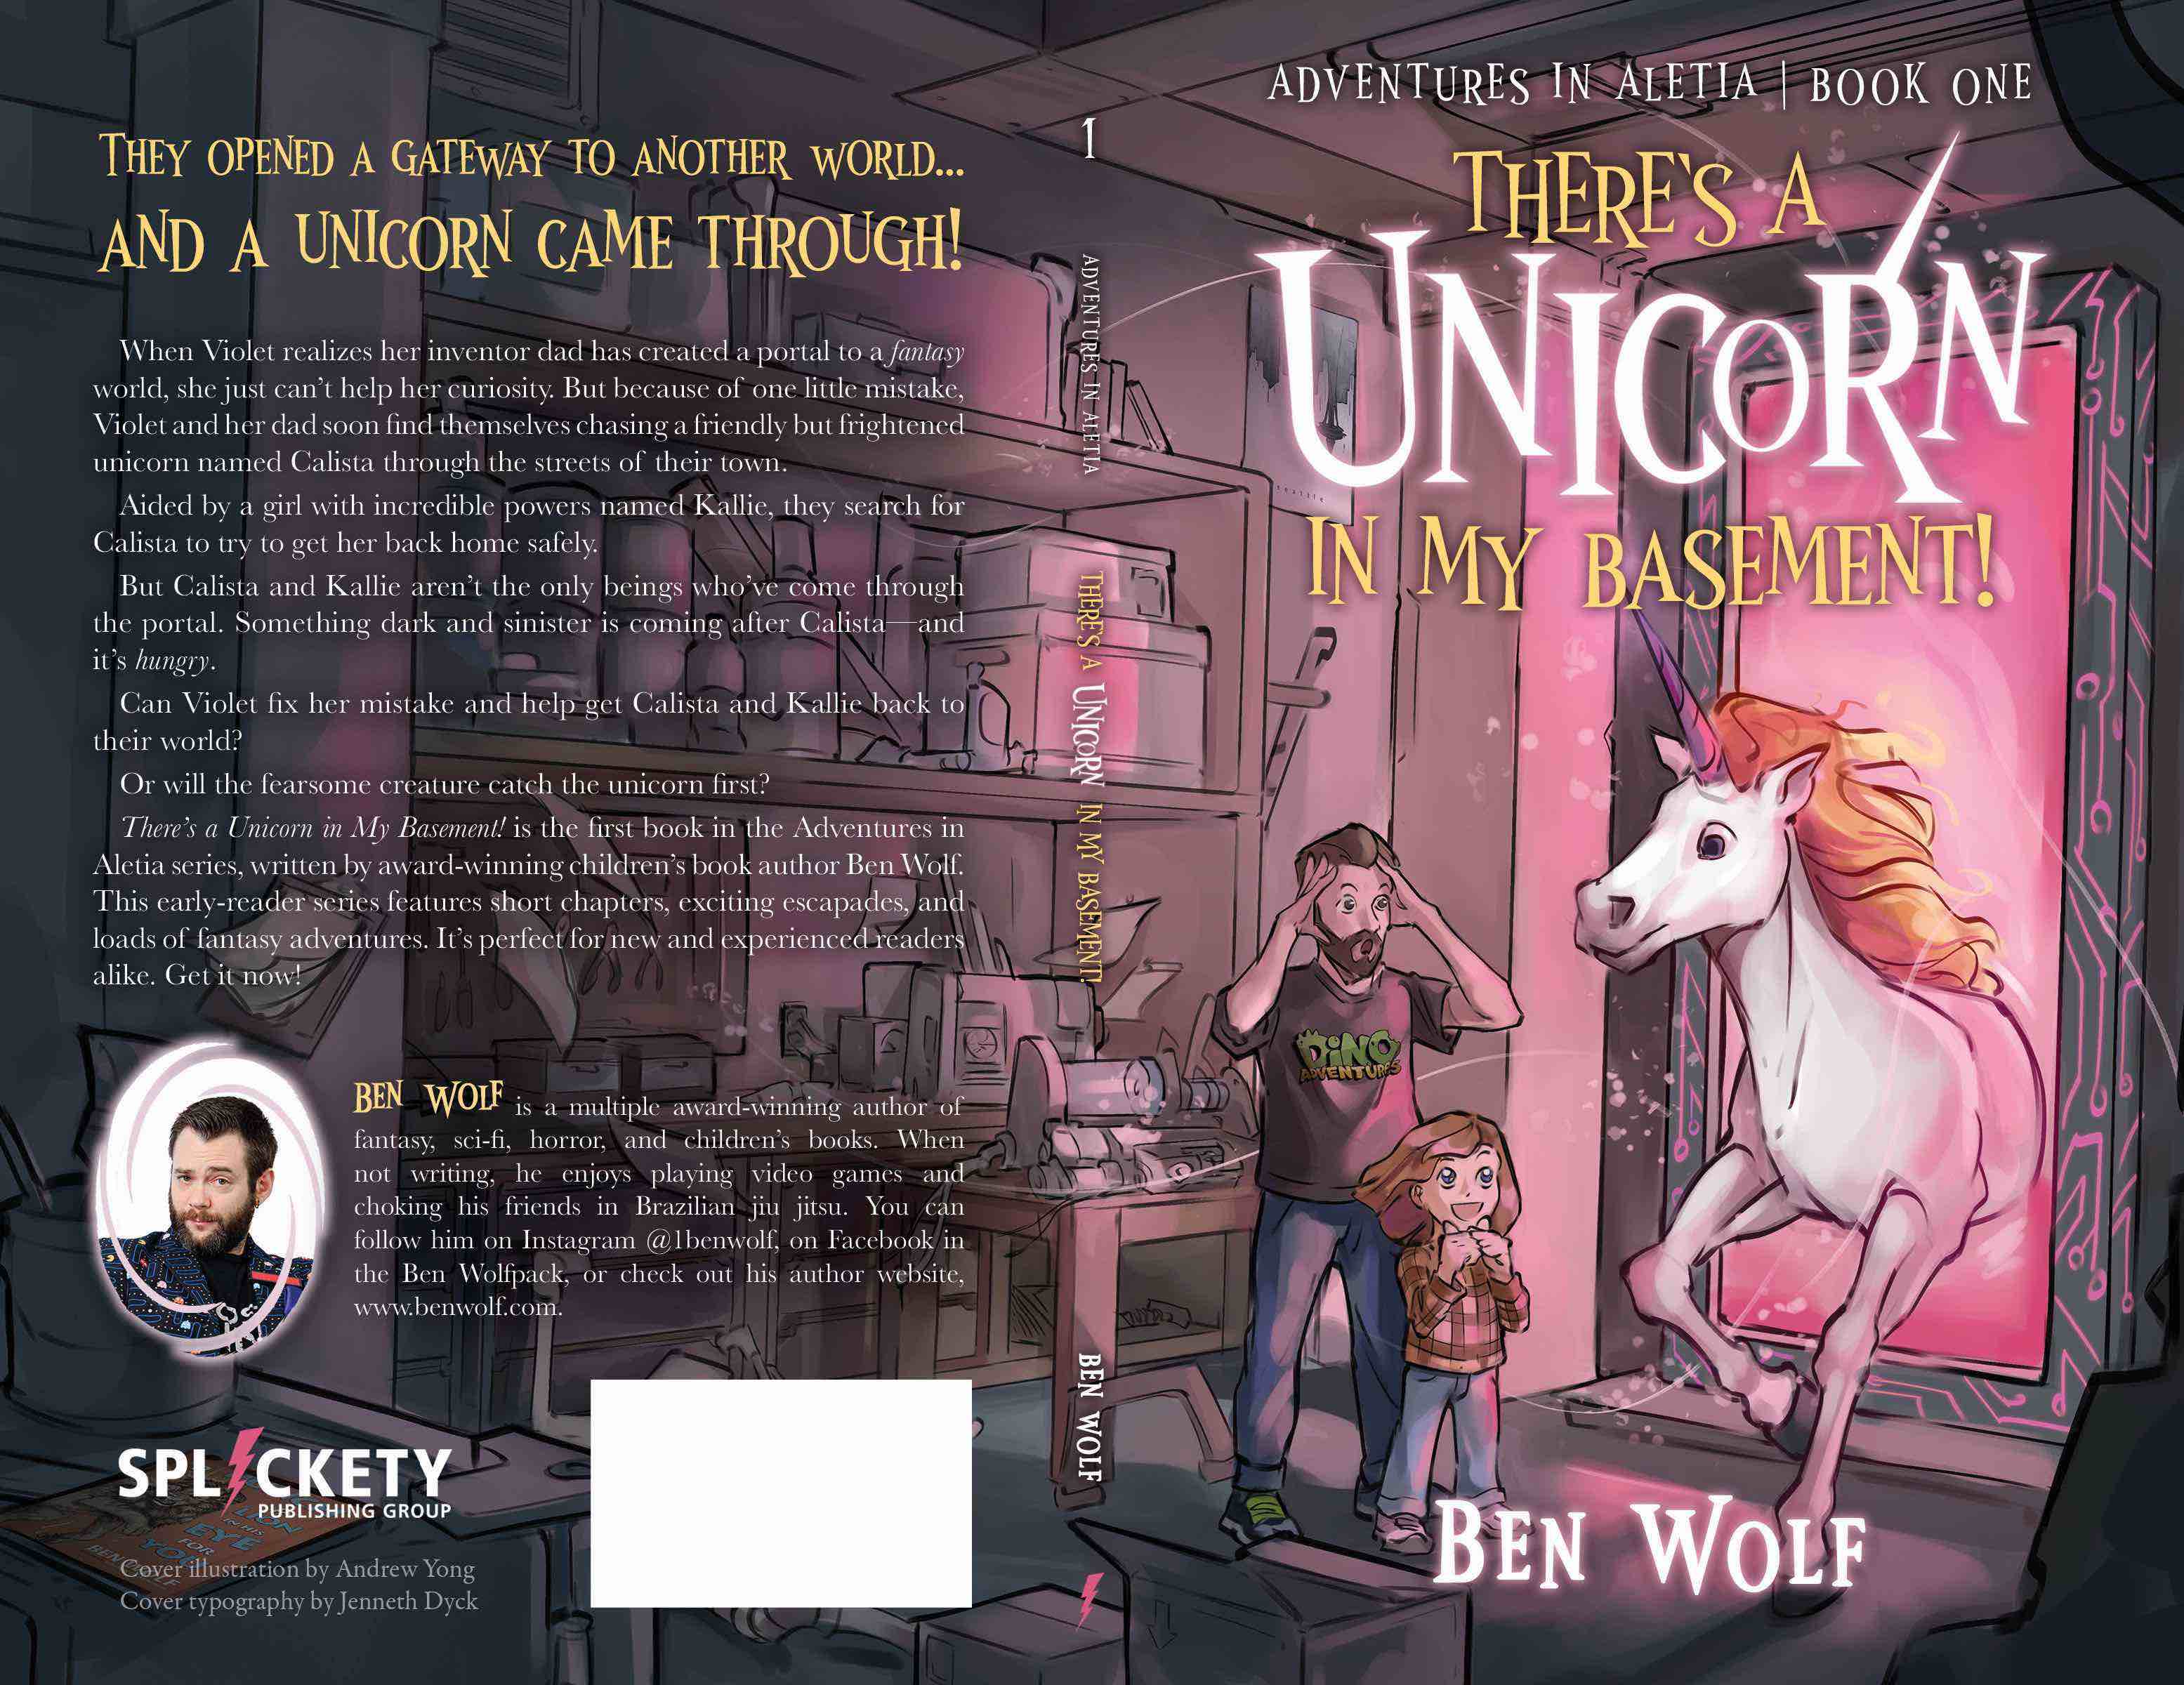 THEY OPENED A GATEWAY TO ANOTHER WORLD...
AND A UNICORN CAME THROUGH!
When Violet realizes her inventor dad has created a portal to a fantasy
world, she just can't help her curiosity. But because of one little mistake,
Violet and her dad soon find themselves chasing a friendly but frightened
unicorn named Calista through the streets of their town.
Aided by a girl with incredible powers named Kallie, they search for
Calista to try to get her back home safely.
But Calista and Kallie aren't the only beings who've come through
the portal. Something dark and sinister is coming after Calista—and
it's hungry.
Can Violet fix her mistake and help get Calista and Kallie back to
their world?
Or will the fearsome creature catch the unicorn first?
There's a Unicorn in My Basement! is the first book in the Adventures in
Aletia series, written by award-winning children's book author Ben Wolf.
This early-reader series features short chapters, exciting escapades, and
loads of fantasy adventures. It's perfect for new and experienced readers
alike. Get it now!
BEN WOLF is a multiple award-winning author of
fantasy, sci-fi, horror, and children's books. When
not writing, he enjoys playing video games and
choking his friends in Brazilian jiu jitsu. You can
follow him on Instagram @1benwolf, on Facebook in
the Ben Wolfpack, or check out his author website,
www.benwolf.com.
SPLICKETY
PUBLISHING GROUP
LION
IN HIS
EYE
FOR
YOU
BEN
WOLF
Cover illustration by Andrew Yong
Cover typography by Jenneth Dyck
1
ADVENTURES IN ALETIA
THERE'S A UNICORN IN MY BASEMENT!
BEN WOLF
ADVENTURES IN ALETIA | BOOK ONE
THERE'S A
UNICORN
IN MY BASEMENT!
seattle
DINO
ADVENTURES
BEN WOLF